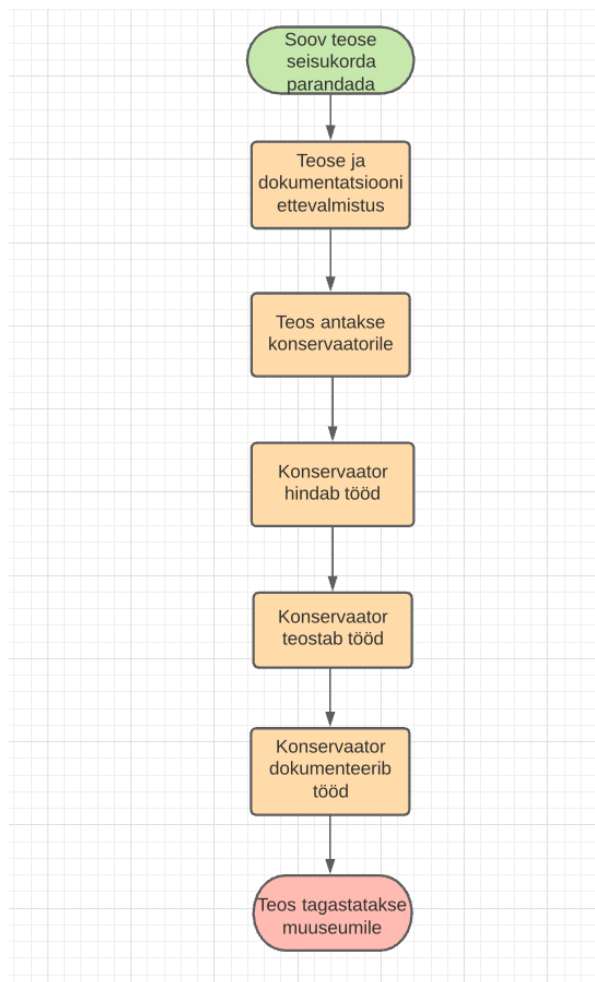 Soov teose
seisukorda
parandada
Teose ja
dokumentatsiooni
ettevalmistus
Teos antakse
konservaatorile
Konservaator
hindab tööd
Konservaator
teostab tööd
Konservaator
dokumenteerib
tööd
Teos tagastatakse
muuseumile